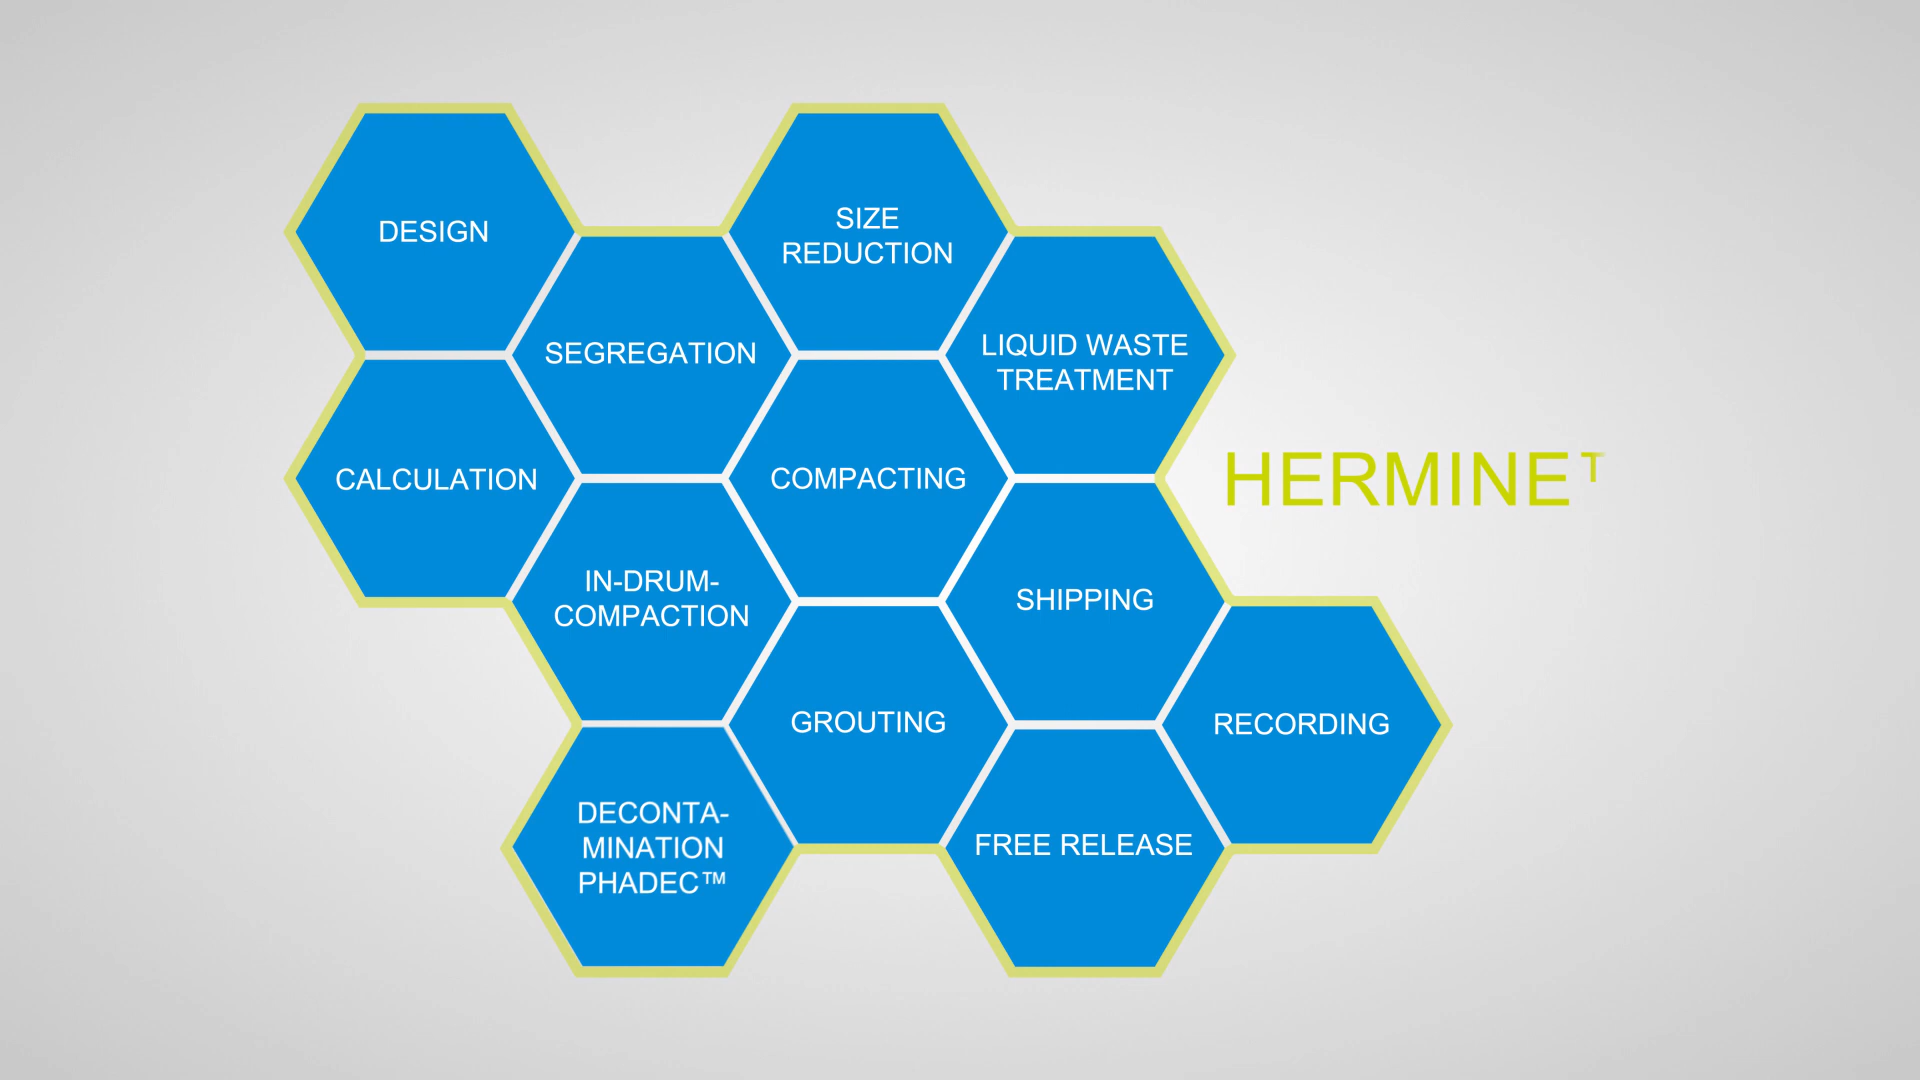 DESIGN
SIZE
REDUCTION
SEGREGATION
LIQUID WASTE
TREATMENT
CALCULATION
COMPACTING
HERMINE™
IN-DRUM-
COMPACTION
SHIPPING
GROUTING
RECORDING
DECONTA-
MINATION
PHADEC™
FREE RELEASE